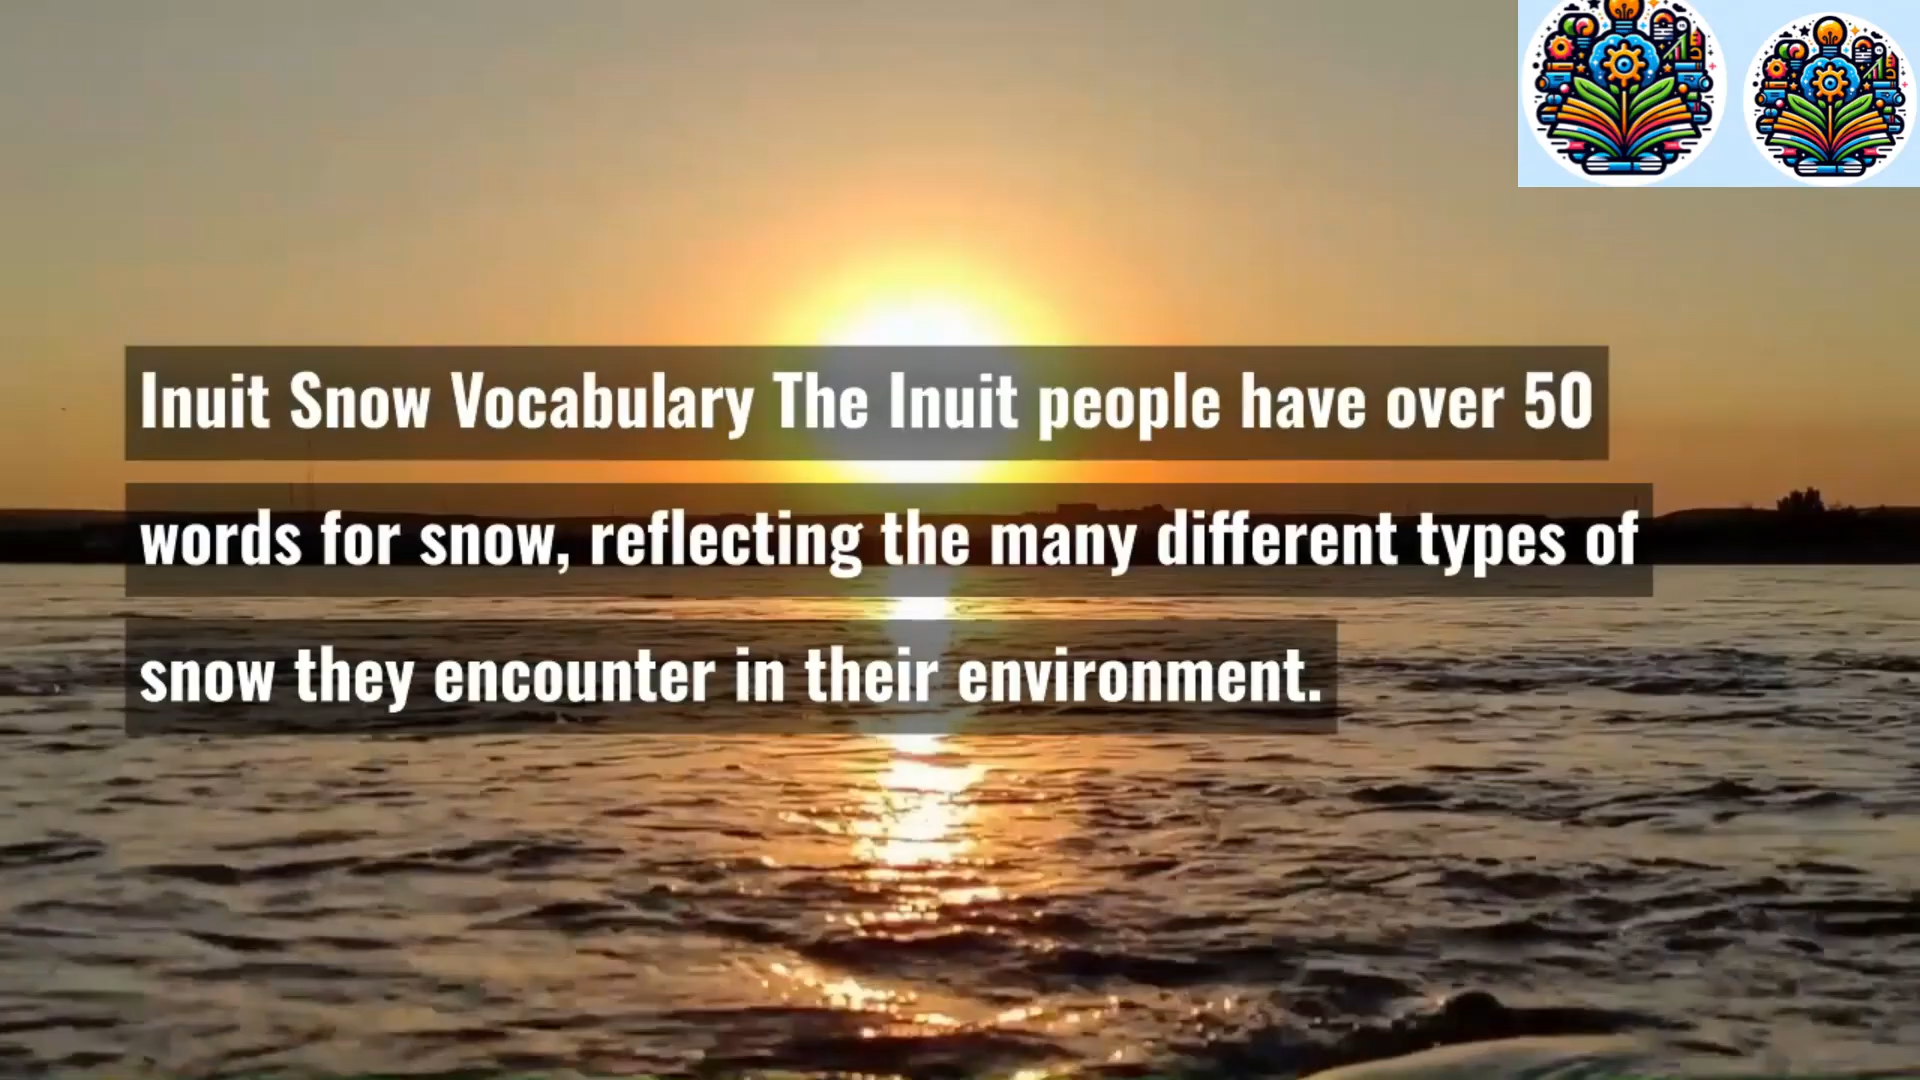 Inuit Snow Vocabulary The Inuit people have over 50
words for snow, reflecting the many different types of
snow they encounter in their environment.